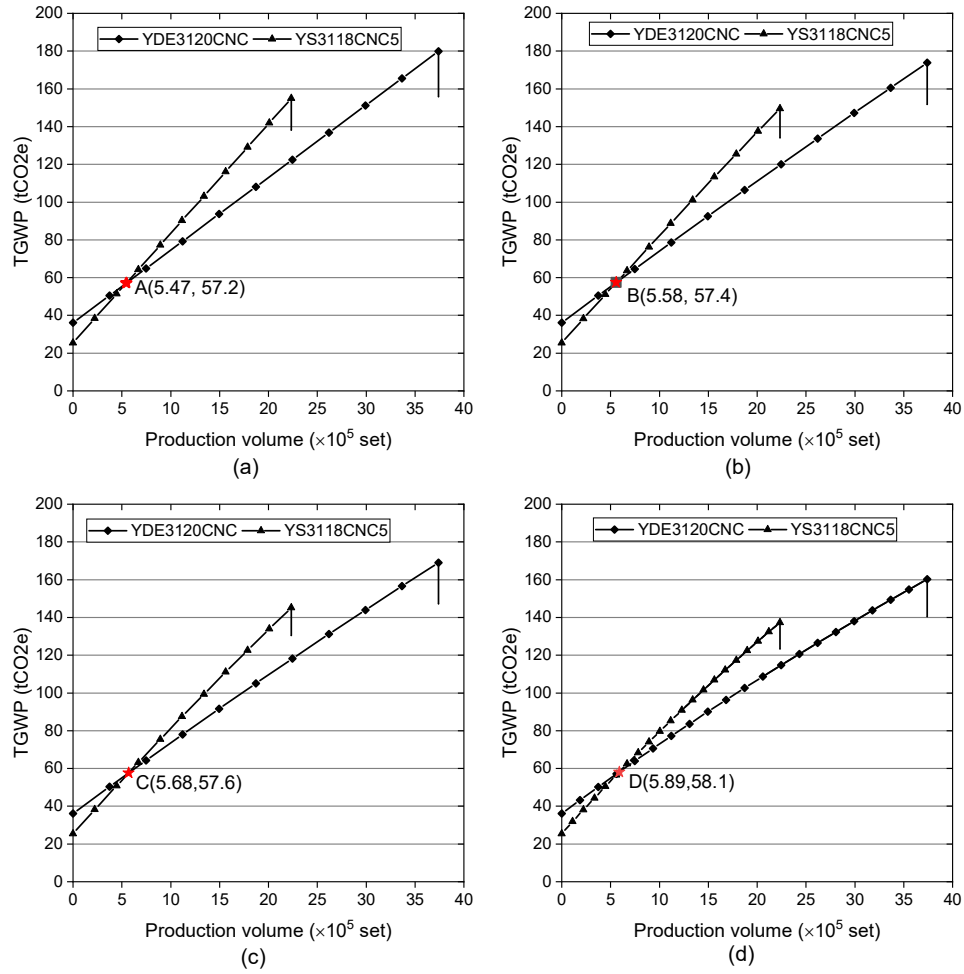 200
180
160
140
120
100
80
60
40
20
0
TGWP (tCO2e)
YDE3120CNC
YS3118CNC5
A(5.47, 57.2)
0 5 10 15 20 25 30 35 40
Production volume (×10⁵ set)
(a)
200
180
160
140
120
100
80
60
40
20
0
TGWP (tCO2e)
YDE3120CNC
YS3118CNC5
B(5.58, 57.4)
0 5 10 15 20 25 30 35 40
Production volume (×10⁵ set)
(b)
200
180
160
140
120
100
80
60
40
20
0
TGWP (tCO2e)
YDE3120CNC
YS3118CNC5
C(5.68,57.6)
0 5 10 15 20 25 30 35 40
Production volume (×10⁵ set)
(c)
200
180
160
140
120
100
80
60
40
20
0
TGWP (tCO2e)
YDE3120CNC
YS3118CNC5
D(5.89,58.1)
0 5 10 15 20 25 30 35 40
Production volume (×10⁵ set)
(d)